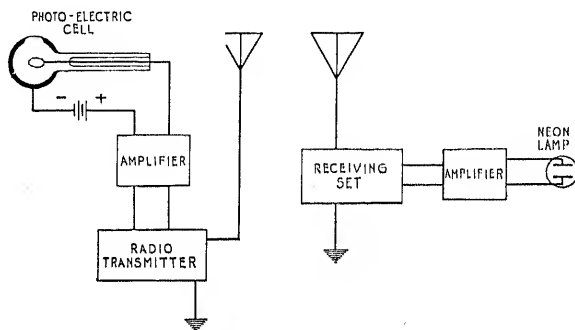 PHOTO-ELECTRIC
CELL
- +
AMPLIFIER
RADIO
TRANSMITTER
RECEIVING
SET
AMPLIFIER
NEON
LAMP